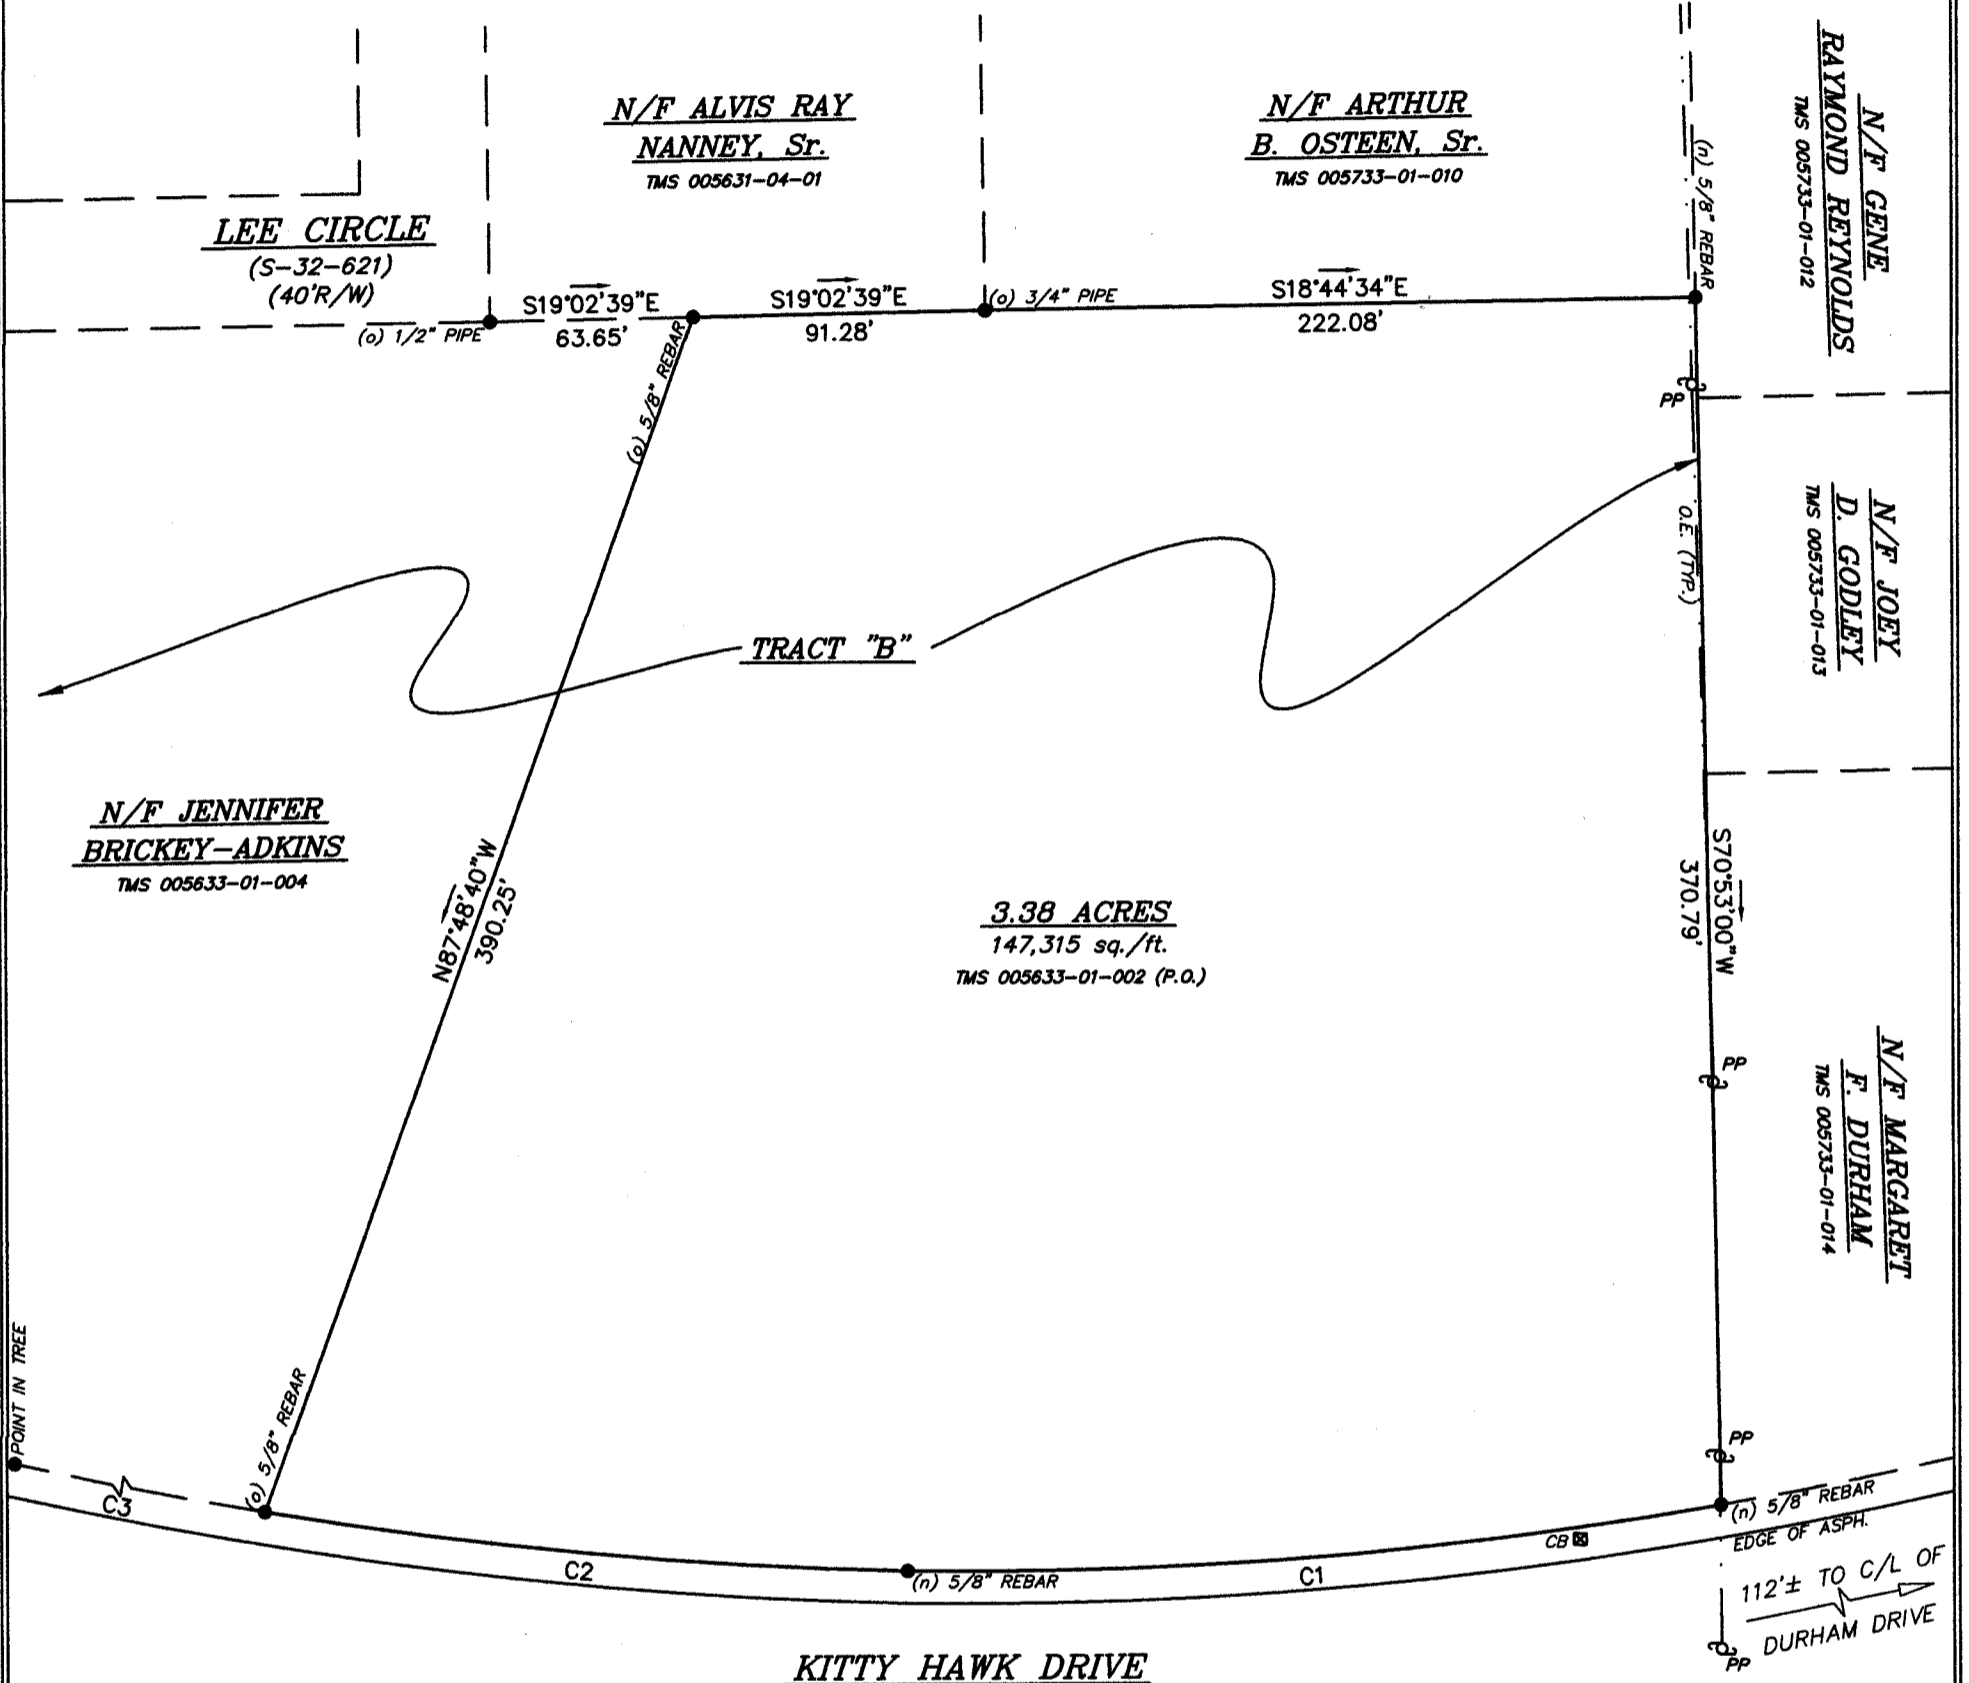 N/F ALVIS RAY
NANNEY, Sr.
TMS 005631-04-01
N/F ARTHUR
B. OSTEEN, Sr.
TMS 005733-01-010
N/F GENE
RAYMOND REYNOLDS
TMS 005733-01-012
(n) 5/8" REBAR
LEE CIRCLE
(S-32-621)
(40'R/W)
(o) 1/2" PIPE
S19°02'39"E
63.65'
S19°02'39"E
91.28'
(o) 3/4" PIPE
S18°44'34"E
222.08'
(o) 5/8" REBAR
PP
O.E. (TYP.)
N/F JOEY
D. GODLEY
TMS 005733-01-013
TRACT "B"
N/F JENNIFER
BRICKEY-ADKINS
TMS 005633-01-004
N87°48'40"W
390.25'
3.38 ACRES
147,315 sq./ft.
TMS 005633-01-002 (P.O.)
S70°53'00"W
370.79'
PP
N/F MARGARET
F. DURHAM
TMS 005733-01-014
POINT IN TREE
(o) 5/8" REBAR
PP
C3
C2
(n) 5/8" REBAR
C1
CB
(n) 5/8" REBAR
EDGE OF ASPH.
112'± TO C/L OF
DURHAM DRIVE
PP
KITTY HAWK DRIVE